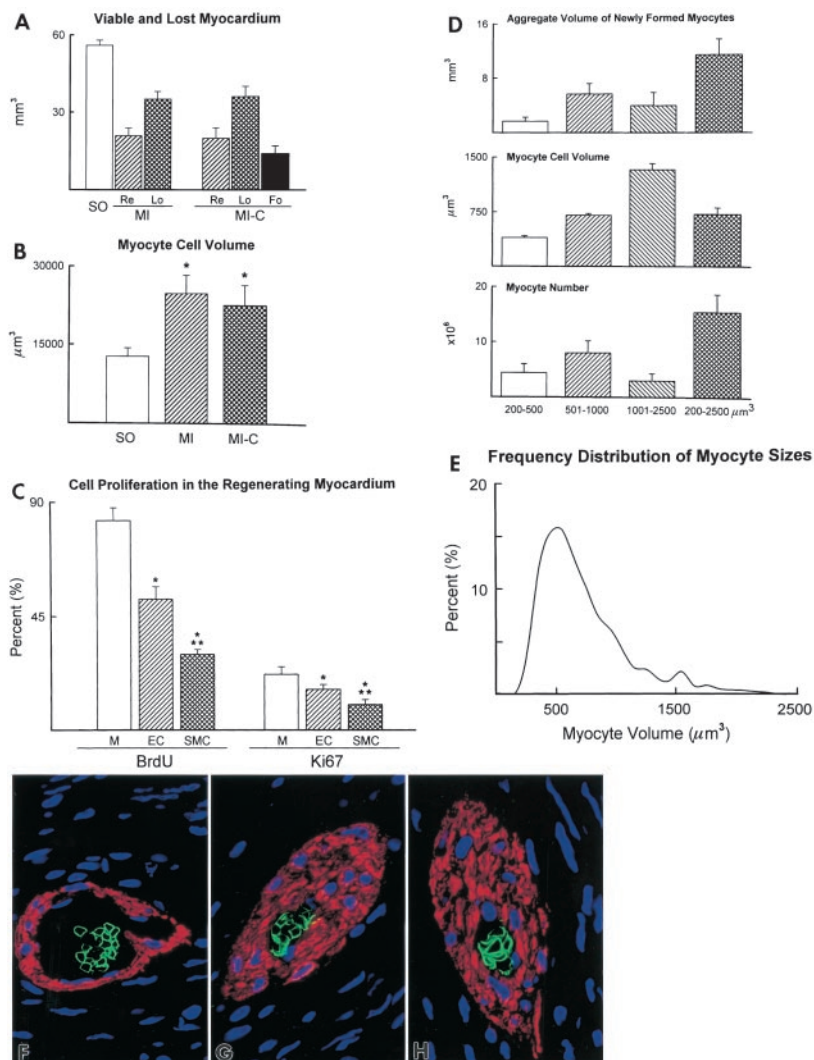 A
Viable and Lost Myocardium
60
30
mm³
SO
Re Lo
MI
Re Lo Fo
MI-C
B
Myocyte Cell Volume
30000
15000
μm³
* *
SO MI MI-C
C
Cell Proliferation in the Regenerating Myocardium
90
45
Percent (%)
*
*
**
*
*
**
M EC SMC
BrdU
M EC SMC
Ki67
D
Aggregate Volume of Newly Formed Myocytes
16
8
mm³
Myocyte Cell Volume
1500
750
μm³
Myocyte Number
20
10
x10⁶
200-500 501-1000 1001-2500 200-2500 μm³
E
Frequency Distribution of Myocyte Sizes
20
10
Percent (%)
500 1500 2500
Myocyte Volume (μm³)
F G H